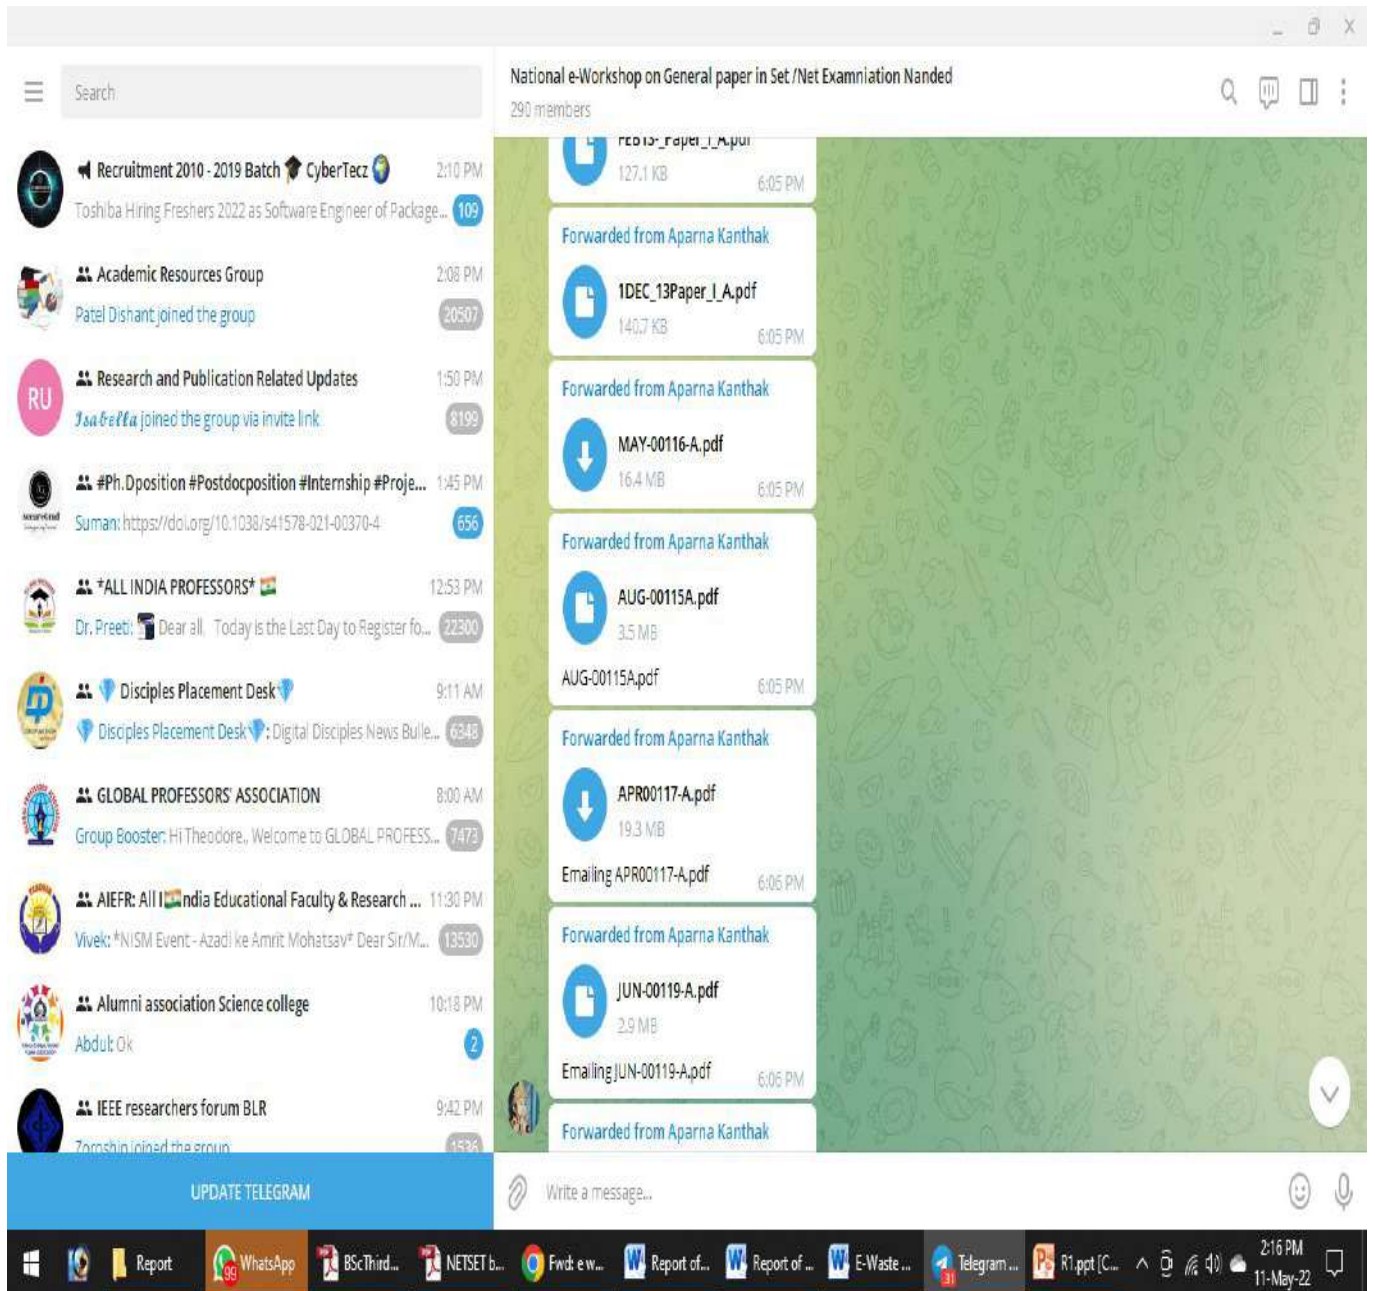 Search
Recruitment 2010 - 2019 Batch CyberTecz
2:10 PM
Toshiba Hiring Freshers 2022 as Software Engineer of Package...
109
Academic Resources Group
2:08 PM
Patel Dishant joined the group
20507
RU
Research and Publication Related Updates
1:50 PM
Isabella joined the group via invite link
8199
#Ph.Dposition #Postdocposition #Internship #Proje...
1:45 PM
Suman: https://doi.org/10.1038/s41578-021-00370-4
656
*ALL INDIA PROFESSORS*
12:53 PM
Dr. Preeti: Dear all, Today is the Last Day to Register fo...
22300
Disciples Placement Desk
9:11 AM
Disciples Placement Desk: Digital Disciples News Bulle...
6348
GLOBAL PROFESSORS' ASSOCIATION
8:00 AM
Group Booster: Hi Theodore,, Welcome to GLOBAL PROFESS...
7473
AIEFR: All India Educational Faculty & Research ...
11:30 PM
Vivek: *NISM Event - Azadi ke Amrit Mohatsav* Dear Sir/M...
13530
Alumni association Science college
10:18 PM
Abdul: Ok
2
IEEE researchers forum BLR
9:42 PM
joined the group
1536
UPDATE TELEGRAM
National e-Workshop on General paper in Set /Net Examniation Nanded
290 members
FEB13-_Paper_I_A.pdf
127.1 KB
6:05 PM
Forwarded from Aparna Kanthak
1DEC_13Paper_I_A.pdf
140.7 KB
6:05 PM
Forwarded from Aparna Kanthak
MAY-00116-A.pdf
16.4 MB
6:05 PM
Forwarded from Aparna Kanthak
AUG-00115A.pdf
3.5 MB
AUG-00115A.pdf
6:05 PM
Forwarded from Aparna Kanthak
APR00117-A.pdf
19.3 MB
Emailing APR00117-A.pdf
6:06 PM
Forwarded from Aparna Kanthak
JUN-00119-A.pdf
2.9 MB
Emailing JUN-00119-A.pdf
6:06 PM
Forwarded from Aparna Kanthak
Write a message...
Report
99
WhatsApp
BScThird...
NETSET b...
Fwd: e w...
Report of...
Report of ...
E-Waste ...
31
Telegram ...
R1.ppt [C...
2:16 PM
11-May-22